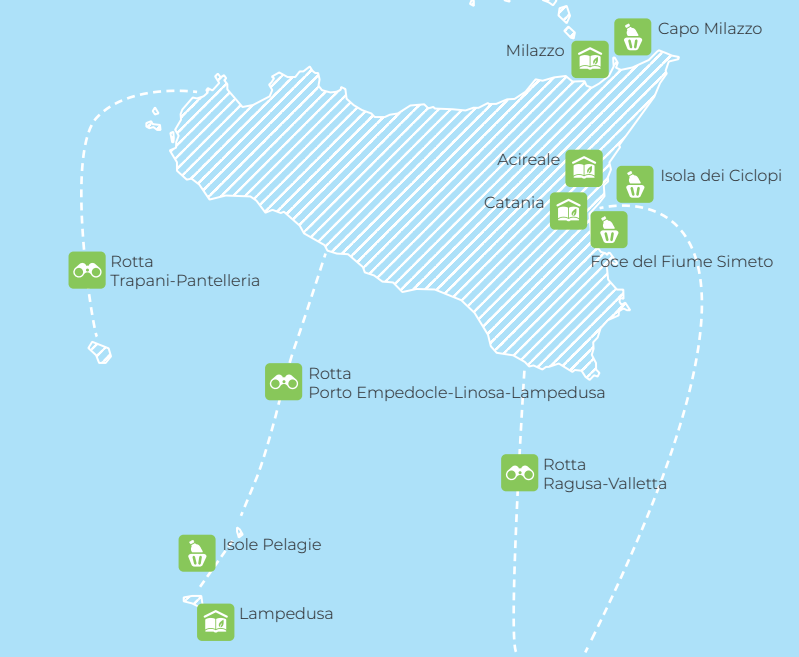 Capo Milazzo
Milazzo
Acireale
Isola dei Ciclopi
Catania
Foce del Fiume Simeto
Rotta
Trapani-Pantelleria
Rotta
Porto Empedocle-Linosa-Lampedusa
Rotta
Ragusa-Valletta
Isole Pelagie
Lampedusa